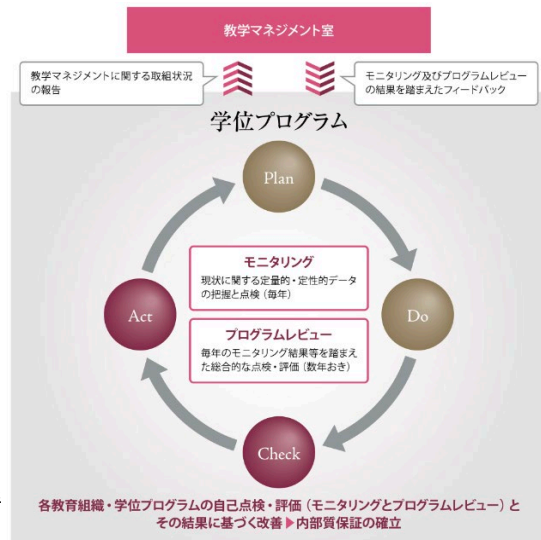 教学マネジメント室
教学マネジメントに関する取組状況
の報告
モニタリング及びプログラムレビュー
の結果を踏まえたフィードバック
学位プログラム
Plan
モニタリング
現状に関する定量的・定性的データ
の把握と点検(毎年)
Act
Do
プログラムレビュー
毎年のモニタリング結果等を踏まえ
た総合的な点検・評価(数年おき)
Check
各教育組織・学位プログラムの自己点検・評価(モニタリングとプログラムレビュー)と
その結果に基づく改善▶内部質保証の確立